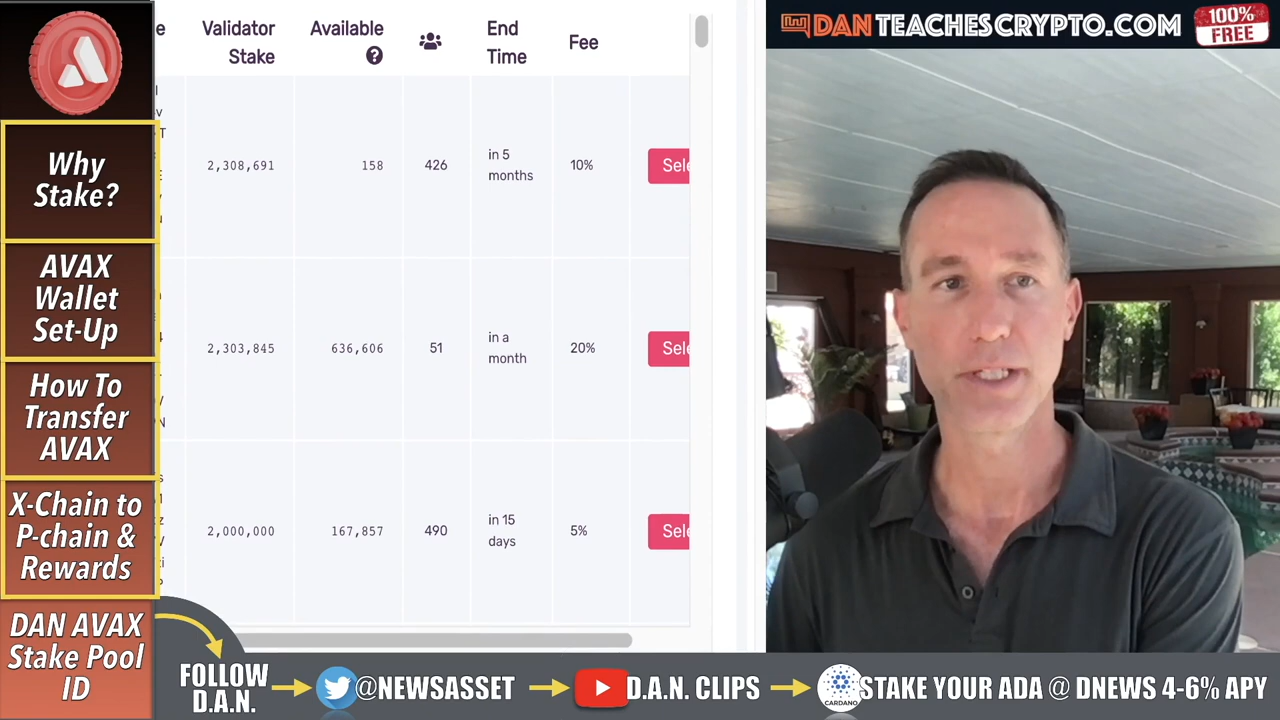 DANTEACHESCRYPTO.COM
100%
FREE
Validator
Stake
Available
?
End
Time
Fee
2,308,691
158
426
in 5
months
10%
2,303,845
636,606
51
in a
month
20%
2,000,000
167,857
490
in 15
days
5%
Why
Stake?
AVAX
Wallet
Set-Up
How To
Transfer
AVAX
X-Chain to
P-chain &
Rewards
DAN AVAX
Stake Pool
ID
FOLLOW
D.A.N.
@NEWSASSET
D.A.N. CLIPS
CARDANO
STAKE YOUR ADA @ DNEWS 4-6% APY